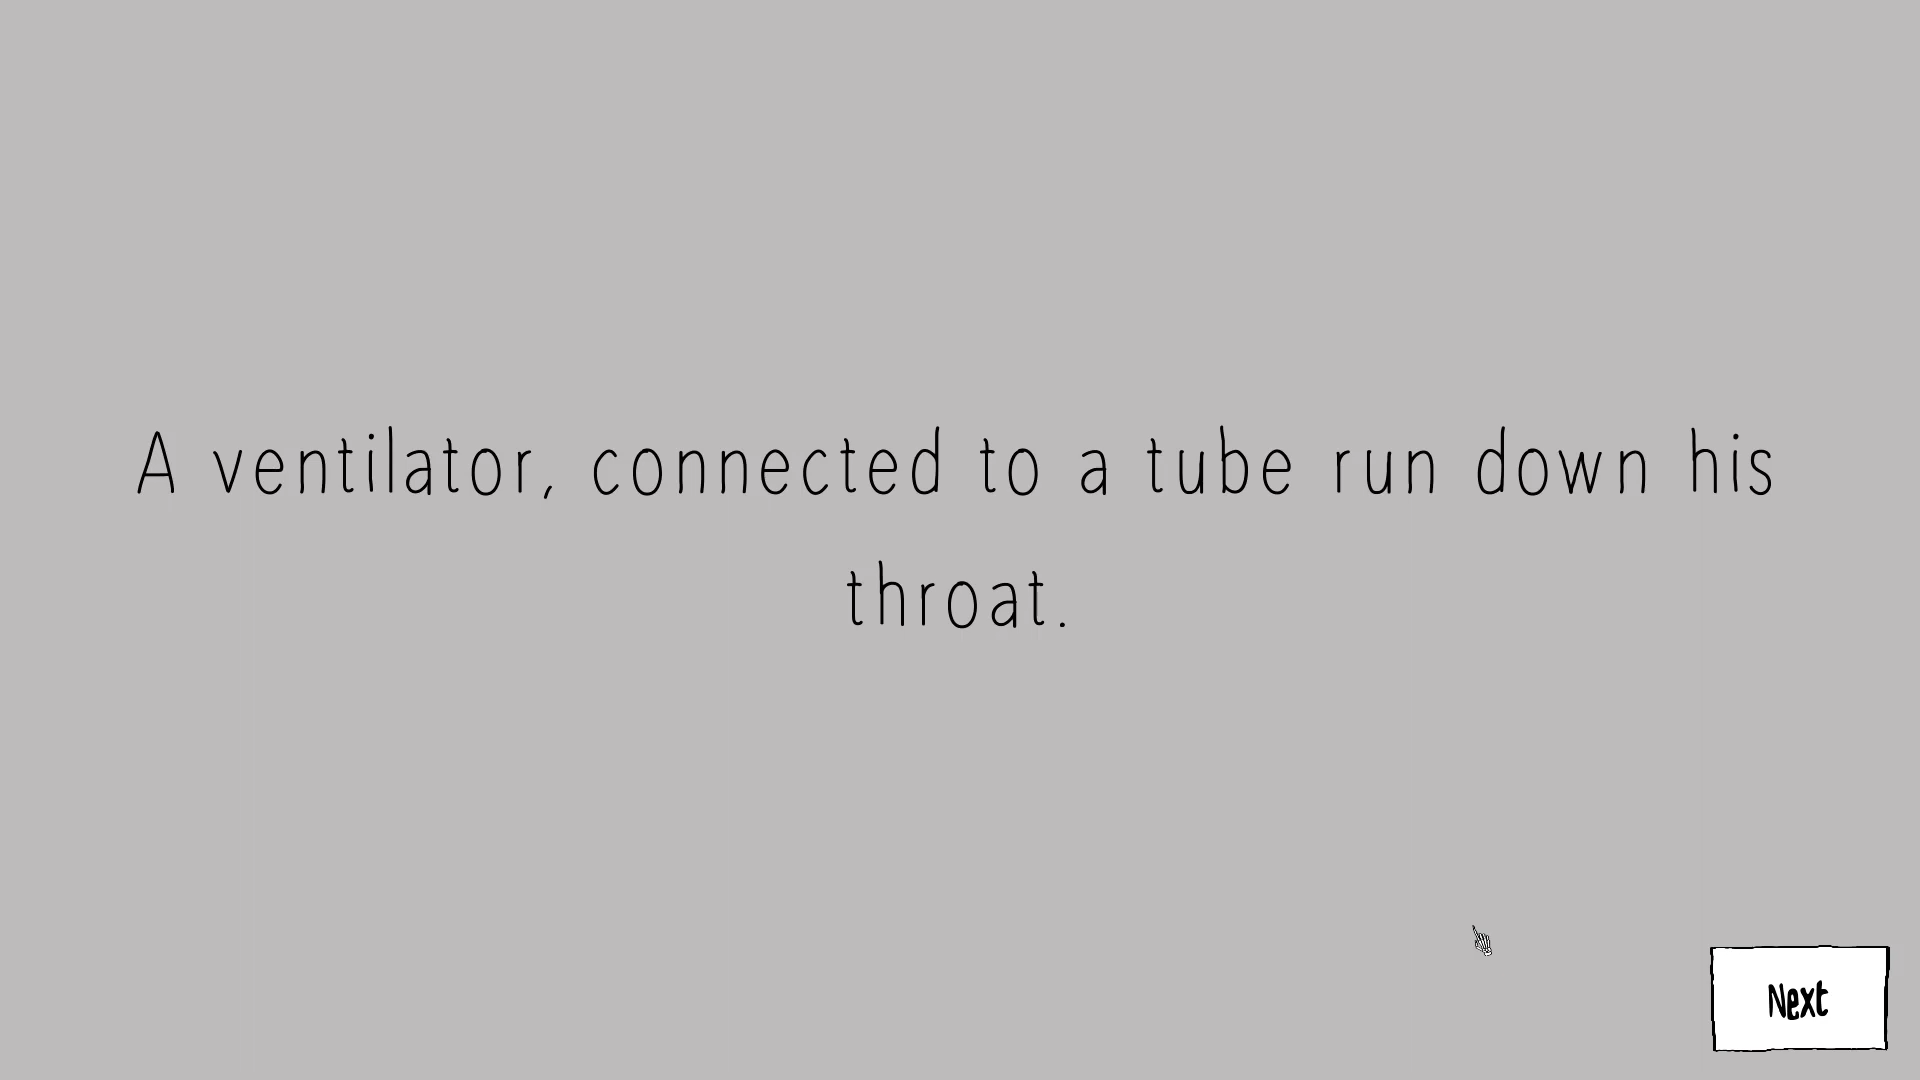 A ventilator, connected to a tube run down his
throat.
Next